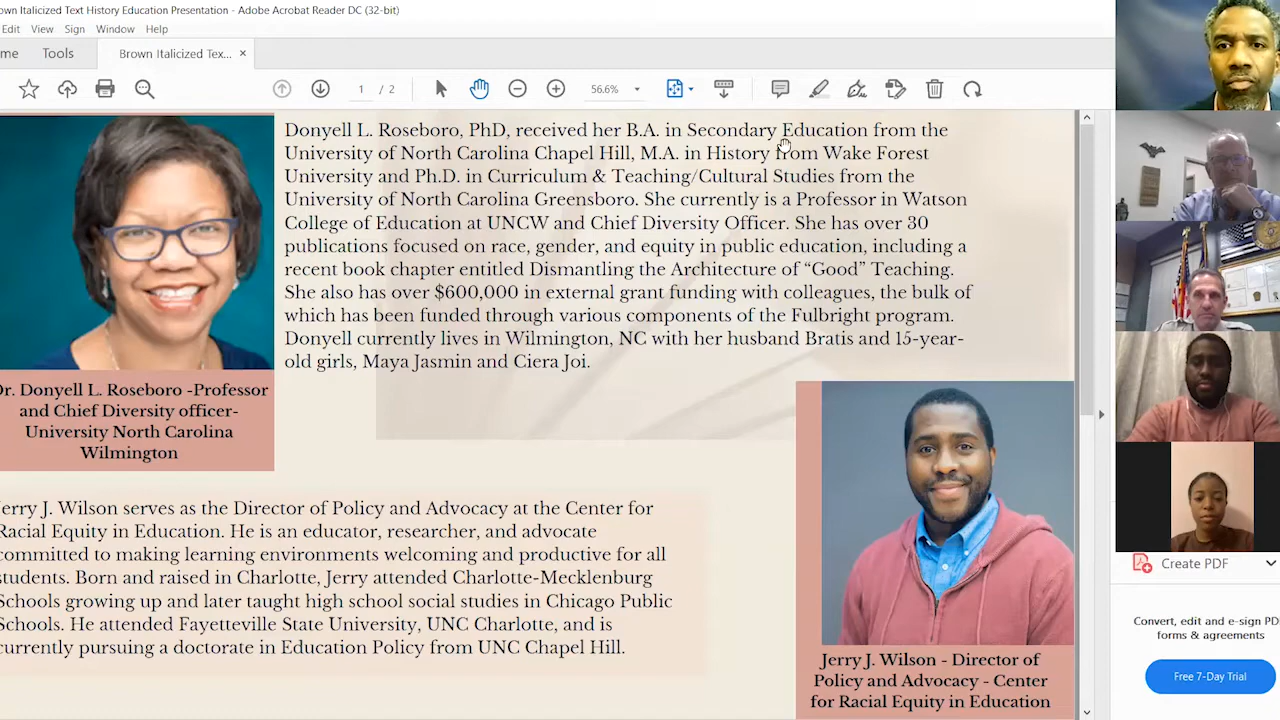 own Italicized Text History Education Presentation - Adobe Acrobat Reader DC (32-bit)
Edit View Sign Window Help
me Tools Brown Italicized Tex... ×
1 / 2 56.6%
Donyell L. Roseboro, PhD, received her B.A. in Secondary Education from the
University of North Carolina Chapel Hill, M.A. in History from Wake Forest
University and Ph.D. in Curriculum & Teaching/Cultural Studies from the
University of North Carolina Greensboro. She currently is a Professor in Watson
College of Education at UNCW and Chief Diversity Officer. She has over 30
publications focused on race, gender, and equity in public education, including a
recent book chapter entitled Dismantling the Architecture of “Good” Teaching.
She also has over $600,000 in external grant funding with colleagues, the bulk of
which has been funded through various components of the Fulbright program.
Donyell currently lives in Wilmington, NC with her husband Bratis and 15-year-
old girls, Maya Jasmin and Ciera Joi.
Dr. Donyell L. Roseboro -Professor
and Chief Diversity officer-
University North Carolina
Wilmington
Jerry J. Wilson serves as the Director of Policy and Advocacy at the Center for
Racial Equity in Education. He is an educator, researcher, and advocate
committed to making learning environments welcoming and productive for all
students. Born and raised in Charlotte, Jerry attended Charlotte-Mecklenburg
Schools growing up and later taught high school social studies in Chicago Public
Schools. He attended Fayetteville State University, UNC Charlotte, and is
currently pursuing a doctorate in Education Policy from UNC Chapel Hill.
Jerry J. Wilson - Director of
Policy and Advocacy - Center
for Racial Equity in Education
Create PDF
Convert, edit and e-sign PD
forms & agreements
Free 7-Day Trial